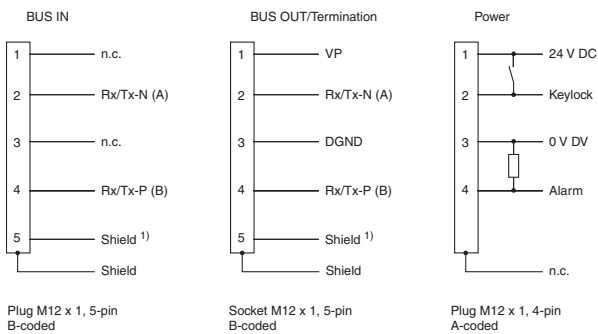 BUS IN
1 n.c.
2 Rx/Tx-N (A)
3 n.c.
4 Rx/Tx-P (B)
5 Shield 1)
Shield
Plug M12 x 1, 5-pin
B-coded
BUS OUT/Termination
1 VP
2 Rx/Tx-N (A)
3 DGND
4 Rx/Tx-P (B)
5 Shield 1)
Shield
Socket M12 x 1, 5-pin
B-coded
Power
1 24 V DC
2 Keylock
3 0 V DV
4 Alarm
n.c.
Plug M12 x 1, 4-pin
A-coded